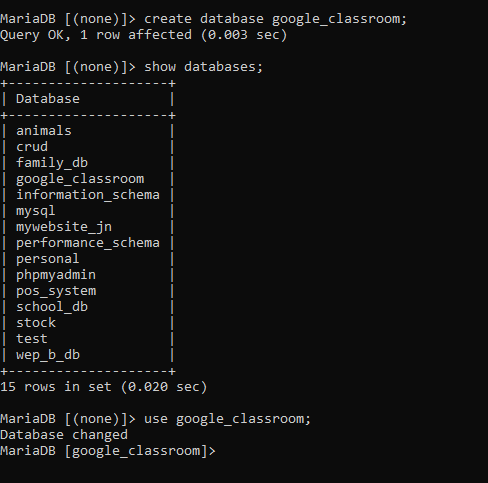 MariaDB [(none)]> create database google_classroom;
Query OK, 1 row affected (0.003 sec)

MariaDB [(none)]> show databases;
+--------------------+
| Database           |
+--------------------+
| animals            |
| crud               |
| family_db          |
| google_classroom   |
| information_schema |
| mysql              |
| mywebsite_jn       |
| performance_schema |
| personal           |
| phpmyadmin         |
| pos_system         |
| school_db          |
| stock              |
| test               |
| wep_b_db           |
+--------------------+
15 rows in set (0.020 sec)

MariaDB [(none)]> use google_classroom;
Database changed
MariaDB [google_classroom]>